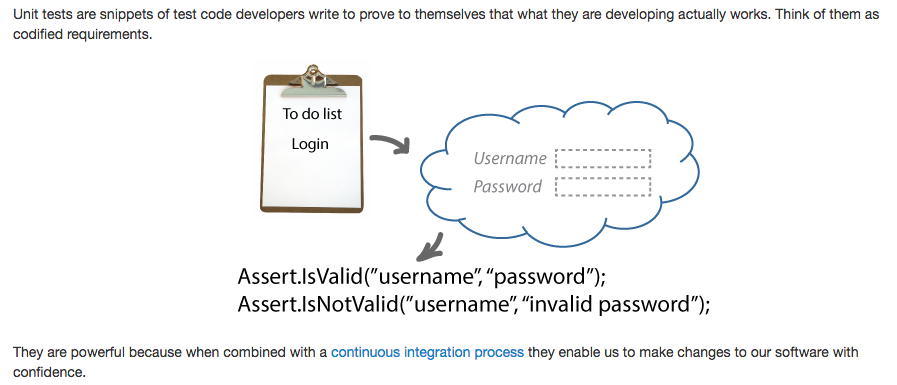 Unit tests are snippets of test code developers write to prove to themselves that what they are developing actually works. Think of them as
codified requirements.
To do list
Login
Username
Password
Assert.IsValid(”username”, “password”);
Assert.IsNotValid(”username”, “invalid password”);
They are powerful because when combined with a continuous integration process they enable us to make changes to our software with
confidence.